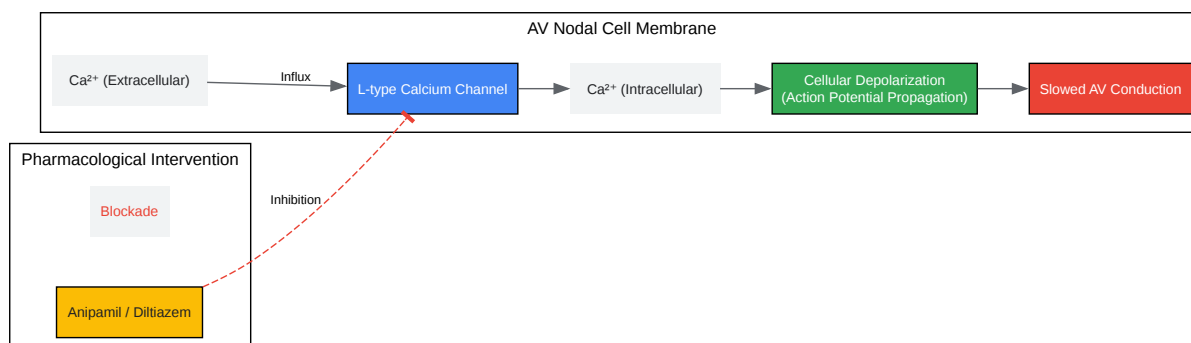 AV Nodal Cell Membrane
Ca²⁺ (Extracellular)
Influx
L-type Calcium Channel
Ca²⁺ (Intracellular)
Cellular Depolarization
(Action Potential Propagation)
Slowed AV Conduction
Pharmacological Intervention
Blockade
Inhibition
Anipamil / Diltiazem